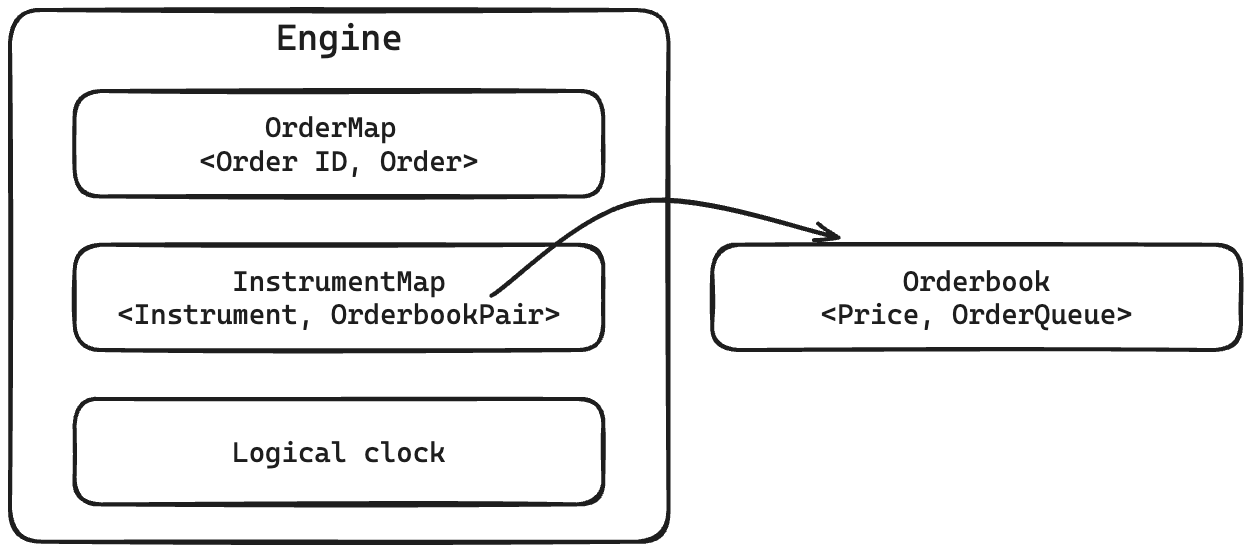 Engine
OrderMap
<Order ID, Order>
InstrumentMap
<Instrument, OrderbookPair>
Orderbook
<Price, OrderQueue>
Logical clock